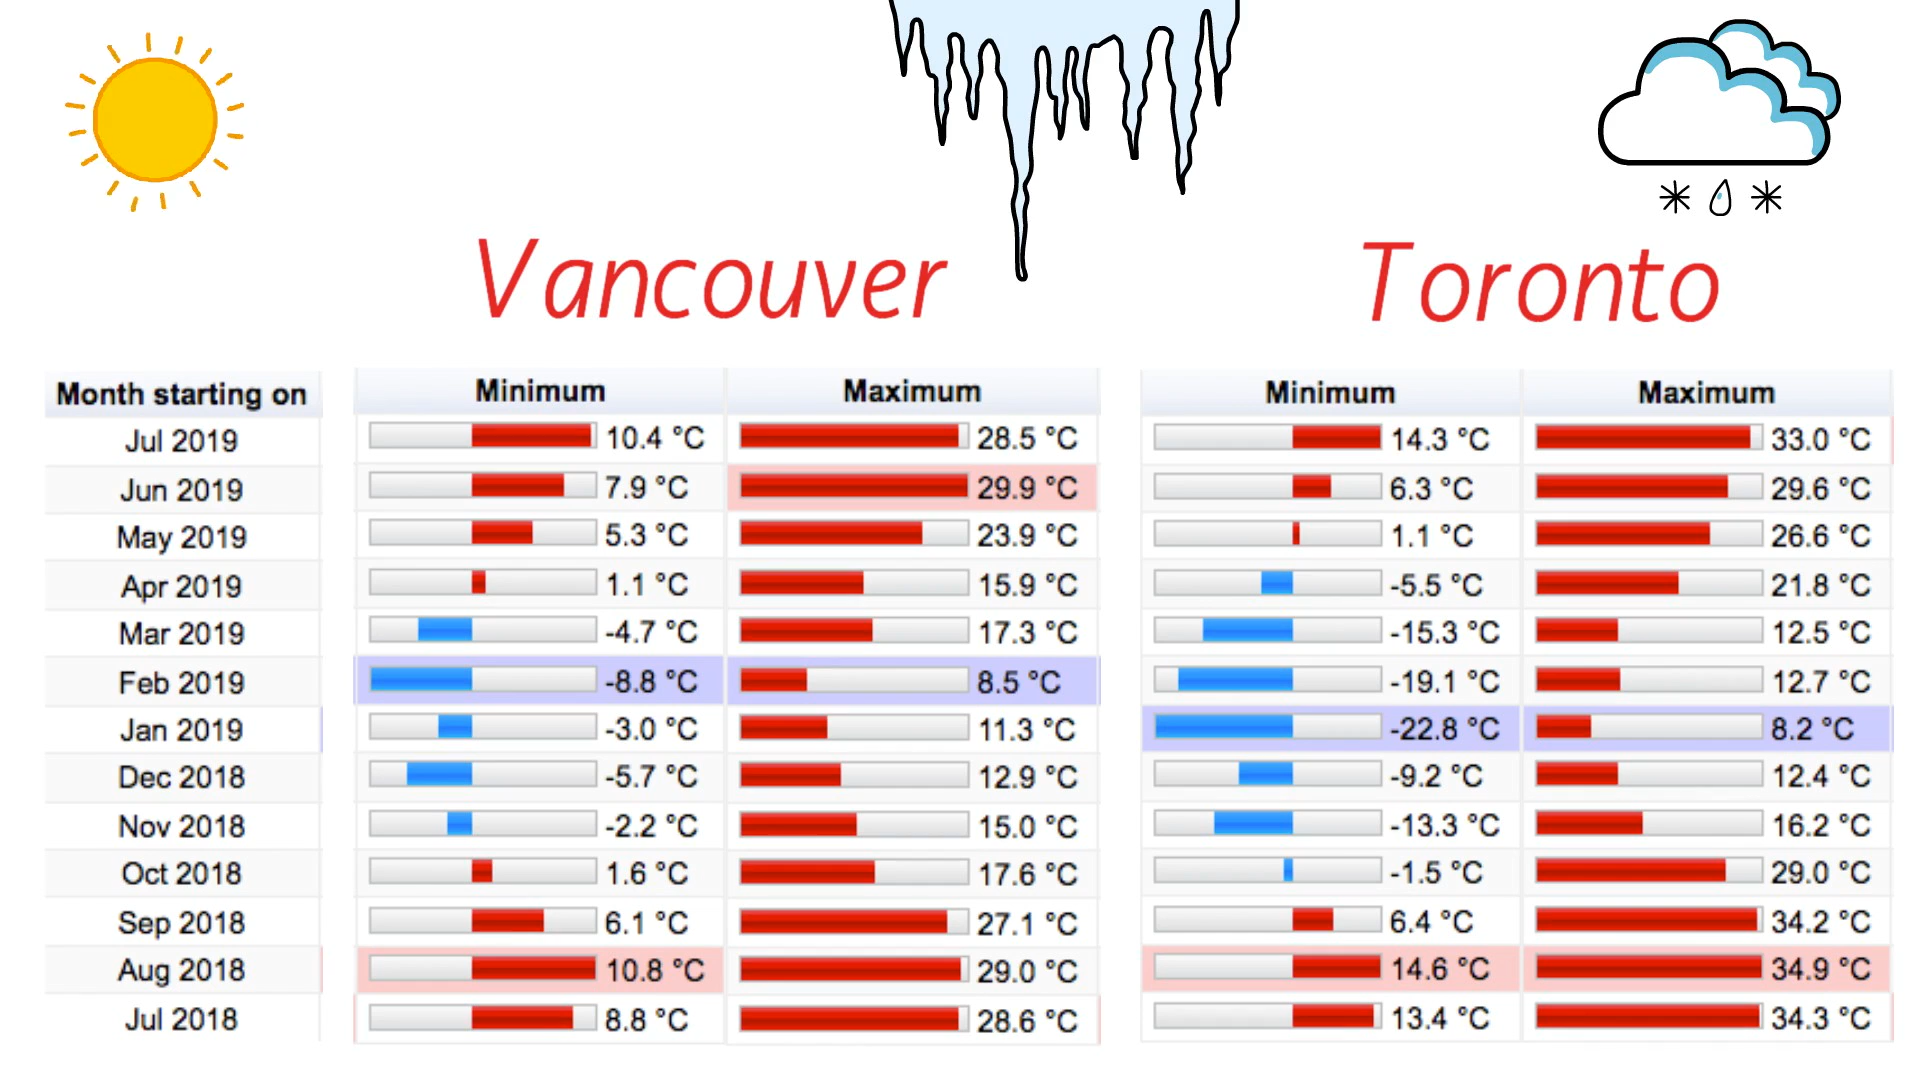 Vancouver Toronto
Month starting on Minimum Maximum Minimum Maximum
Jul 2019 10.4 °C 28.5 °C 14.3 °C 33.0 °C
Jun 2019 7.9 °C 29.9 °C 6.3 °C 29.6 °C
May 2019 5.3 °C 23.9 °C 1.1 °C 26.6 °C
Apr 2019 1.1 °C 15.9 °C -5.5 °C 21.8 °C
Mar 2019 -4.7 °C 17.3 °C -15.3 °C 12.5 °C
Feb 2019 -8.8 °C 8.5 °C -19.1 °C 12.7 °C
Jan 2019 -3.0 °C 11.3 °C -22.8 °C 8.2 °C
Dec 2018 -5.7 °C 12.9 °C -9.2 °C 12.4 °C
Nov 2018 -2.2 °C 15.0 °C -13.3 °C 16.2 °C
Oct 2018 1.6 °C 17.6 °C -1.5 °C 29.0 °C
Sep 2018 6.1 °C 27.1 °C 6.4 °C 34.2 °C
Aug 2018 10.8 °C 29.0 °C 14.6 °C 34.9 °C
Jul 2018 8.8 °C 28.6 °C 13.4 °C 34.3 °C